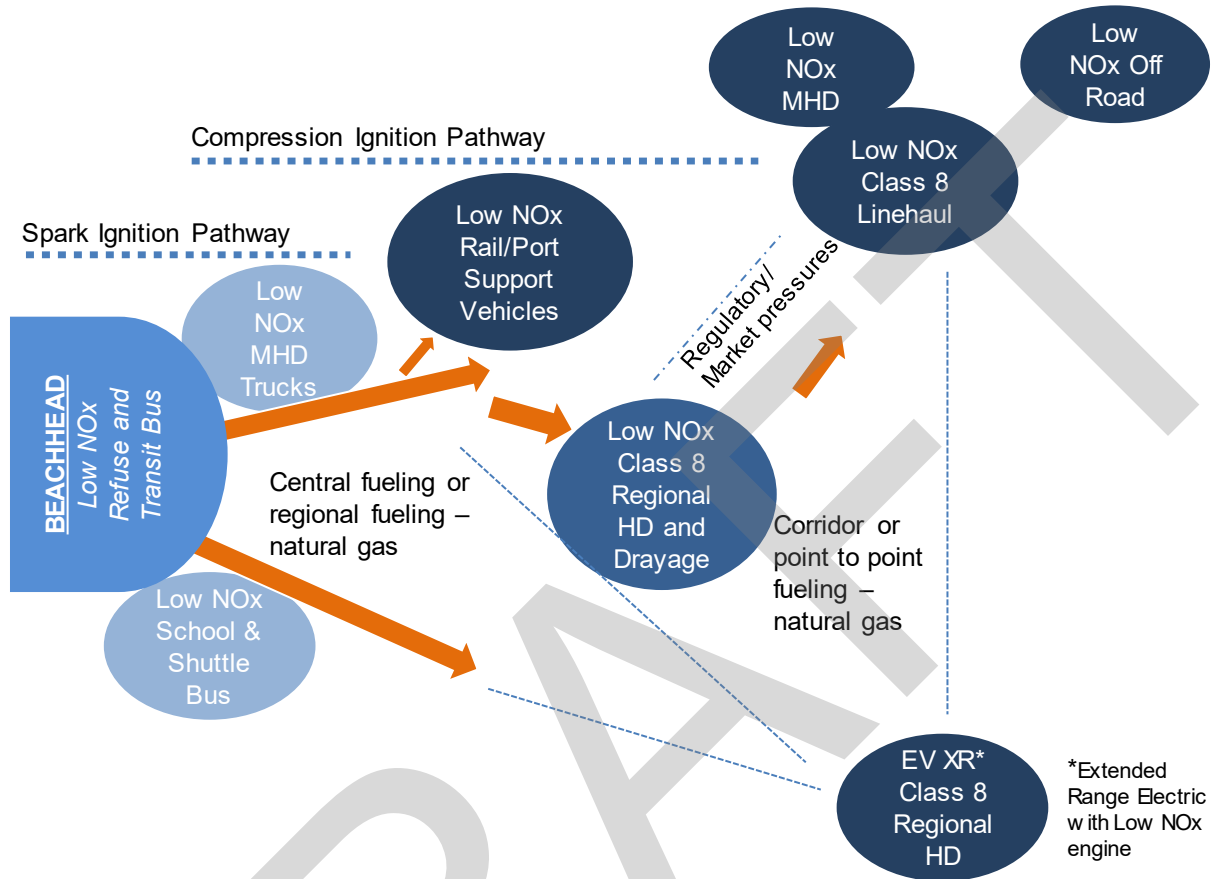 Low
NOx
MHD
Low
NOx Off
Road
Compression Ignition Pathway
Low NOx
Class 8
Linehaul
Spark Ignition Pathway
Low NOx
Rail/Port
Support
Vehicles
Low
NOx
MHD
Trucks
Regulatory/
Market pressures
BEACHHEAD
Low NOx
Refuse and
Transit Bus
Central fueling or
regional fueling –
natural gas
Low NOx
Class 8
Regional
HD and
Drayage
Corridor or
point to point
fueling –
natural gas
Low NOx
School &
Shuttle
Bus
EV XR*
Class 8
Regional
HD
*Extended
Range Electric
with Low NOx
engine
DRAFT